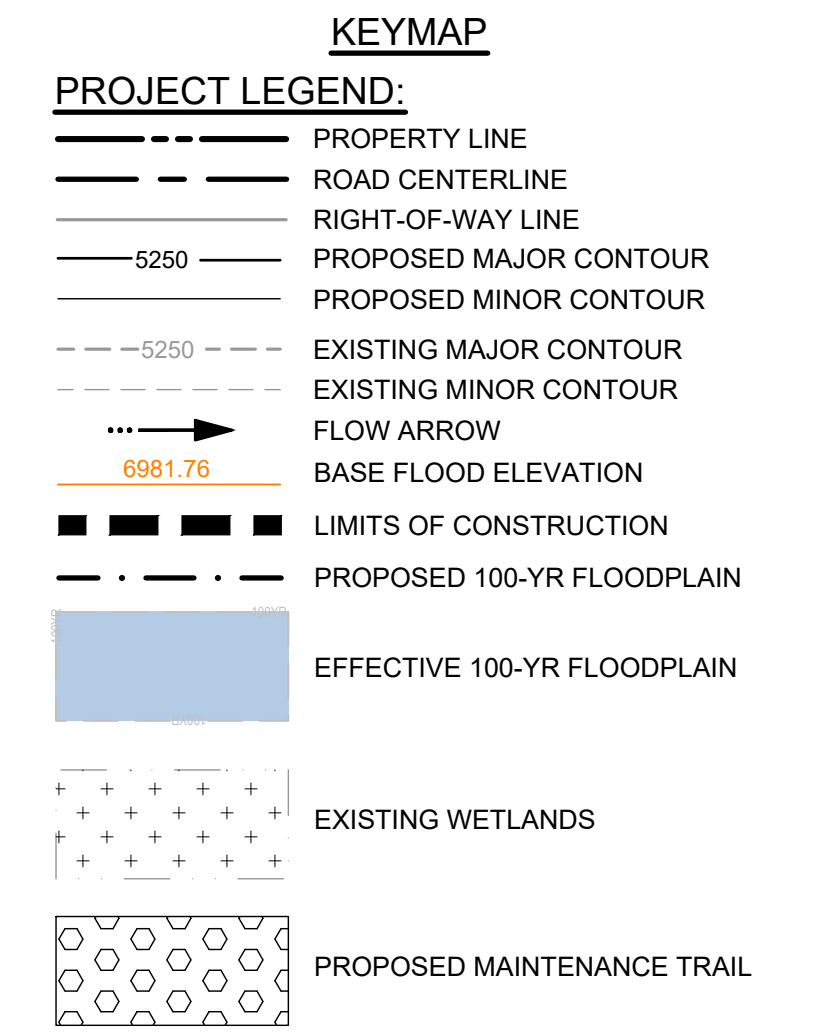 KEYMAP
PROJECT LEGEND:
PROPERTY LINE
ROAD CENTERLINE
RIGHT-OF-WAY LINE
5250 PROPOSED MAJOR CONTOUR
PROPOSED MINOR CONTOUR
5250 EXISTING MAJOR CONTOUR
EXISTING MINOR CONTOUR
FLOW ARROW
6981.76 BASE FLOOD ELEVATION
LIMITS OF CONSTRUCTION
PROPOSED 100-YR FLOODPLAIN
100YR
100YR
EFFECTIVE 100-YR FLOODPLAIN
100YR
EXISTING WETLANDS
PROPOSED MAINTENANCE TRAIL